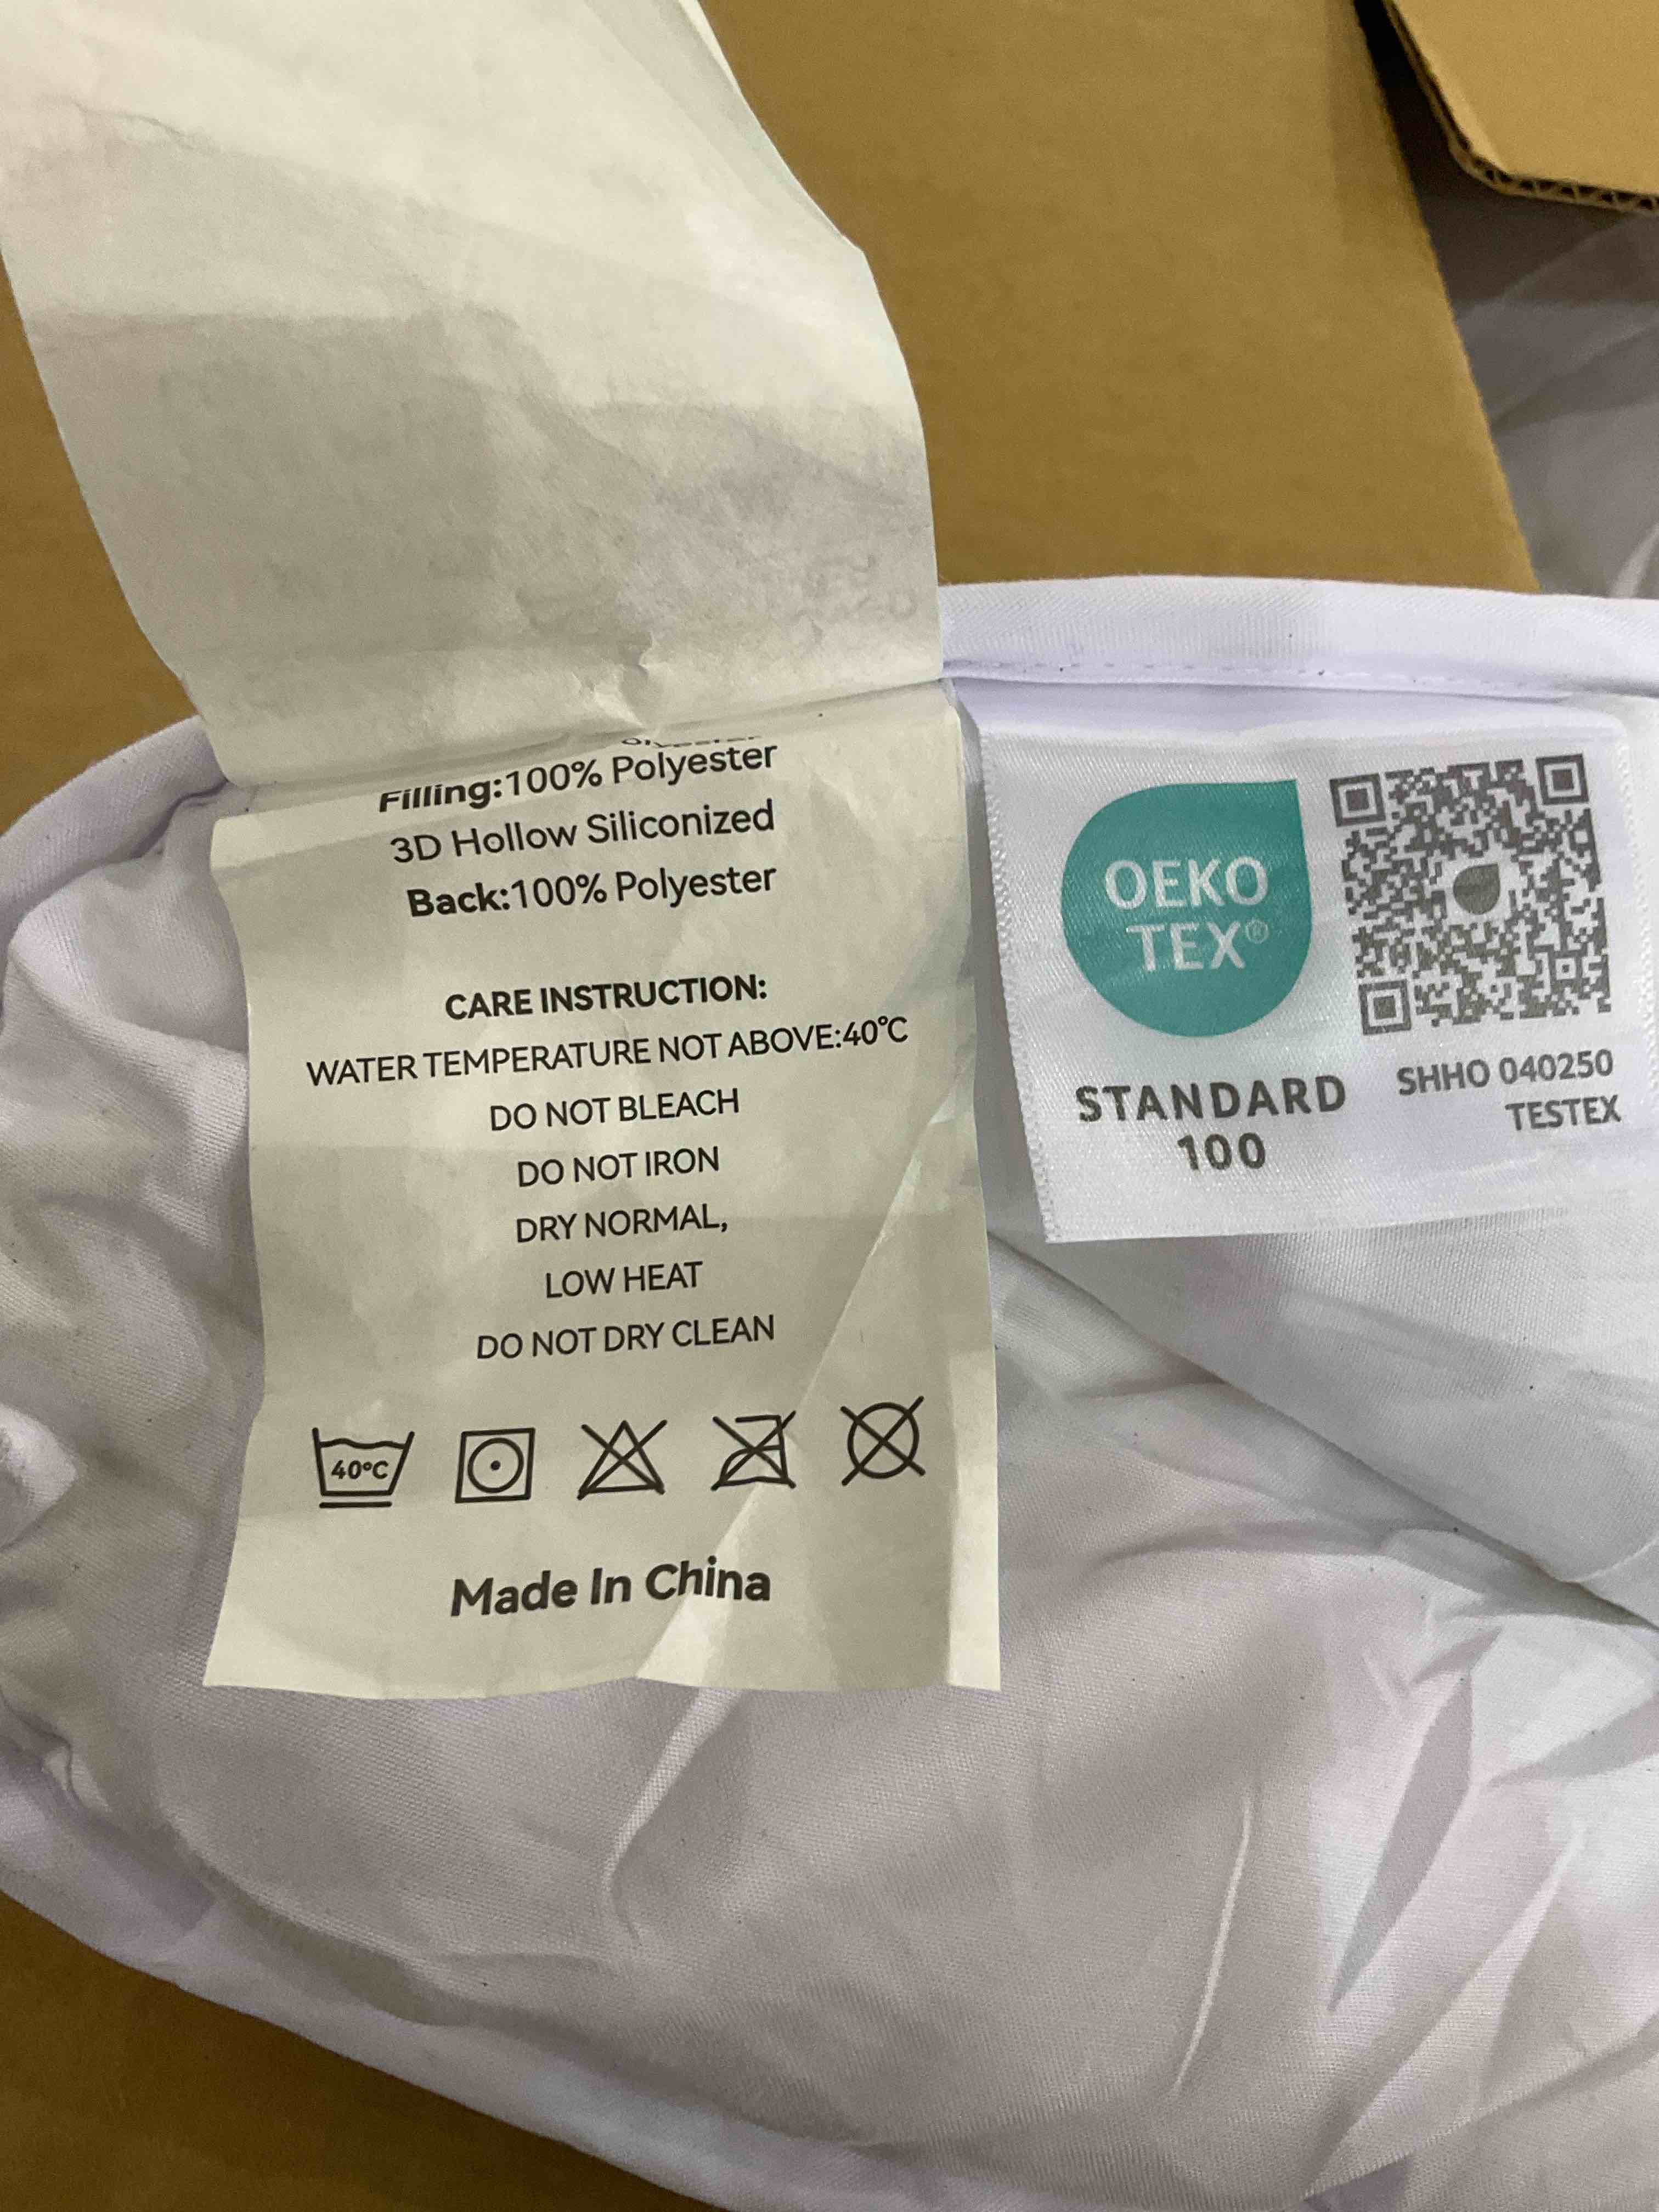 Filling:100% Polyester
3D Hollow Siliconized
Back:100% Polyester
CARE INSTRUCTION:
WATER TEMPERATURE NOT ABOVE:40℃
DO NOT BLEACH
DO NOT IRON
DRY NORMAL,
LOW HEAT
DO NOT DRY CLEAN
40°C
Made In China
OEKO
TEX®
STANDARD
100
SHHO 040250
TESTEX